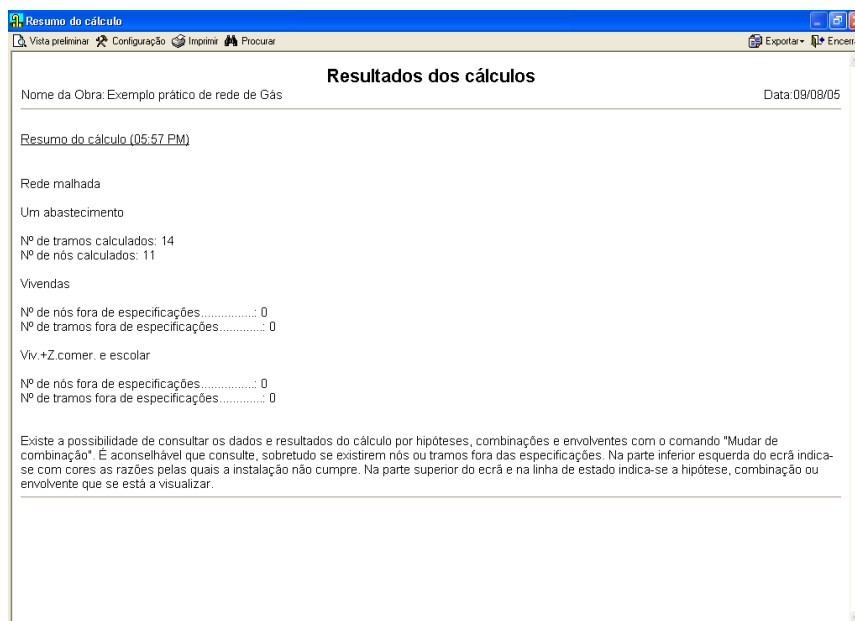 Resumo do cálculo
Vista preliminar Configuração Imprimir Procurar Exportar Encerr
Resultados dos cálculos
Nome da Obra: Exemplo prático de rede de Gás Data:09/08/05
Resumo do cálculo (05:57 PM)
Rede malhada
Um abastecimento
Nº de tramos calculados: 14
Nº de nós calculados: 11
Vivendas
Nº de nós fora de especificações...............: 0
Nº de tramos fora de especificações............: 0
Viv.+Z.comer. e escolar
Nº de nós fora de especificações...............: 0
Nº de tramos fora de especificações............: 0
Existe a possibilidade de consultar os dados e resultados do cálculo por hipóteses, combinações e envolventes com o comando "Mudar de
combinação". É aconselhável que consulte, sobretudo se existirem nós ou tramos fora das especificações. Na parte inferior esquerda do ecrã indica-
se com cores as razões pelas quais a instalação não cumpre. Na parte superior do ecrã e na linha de estado indica-se a hipótese, combinação ou
envolvente que se está a visualizar.